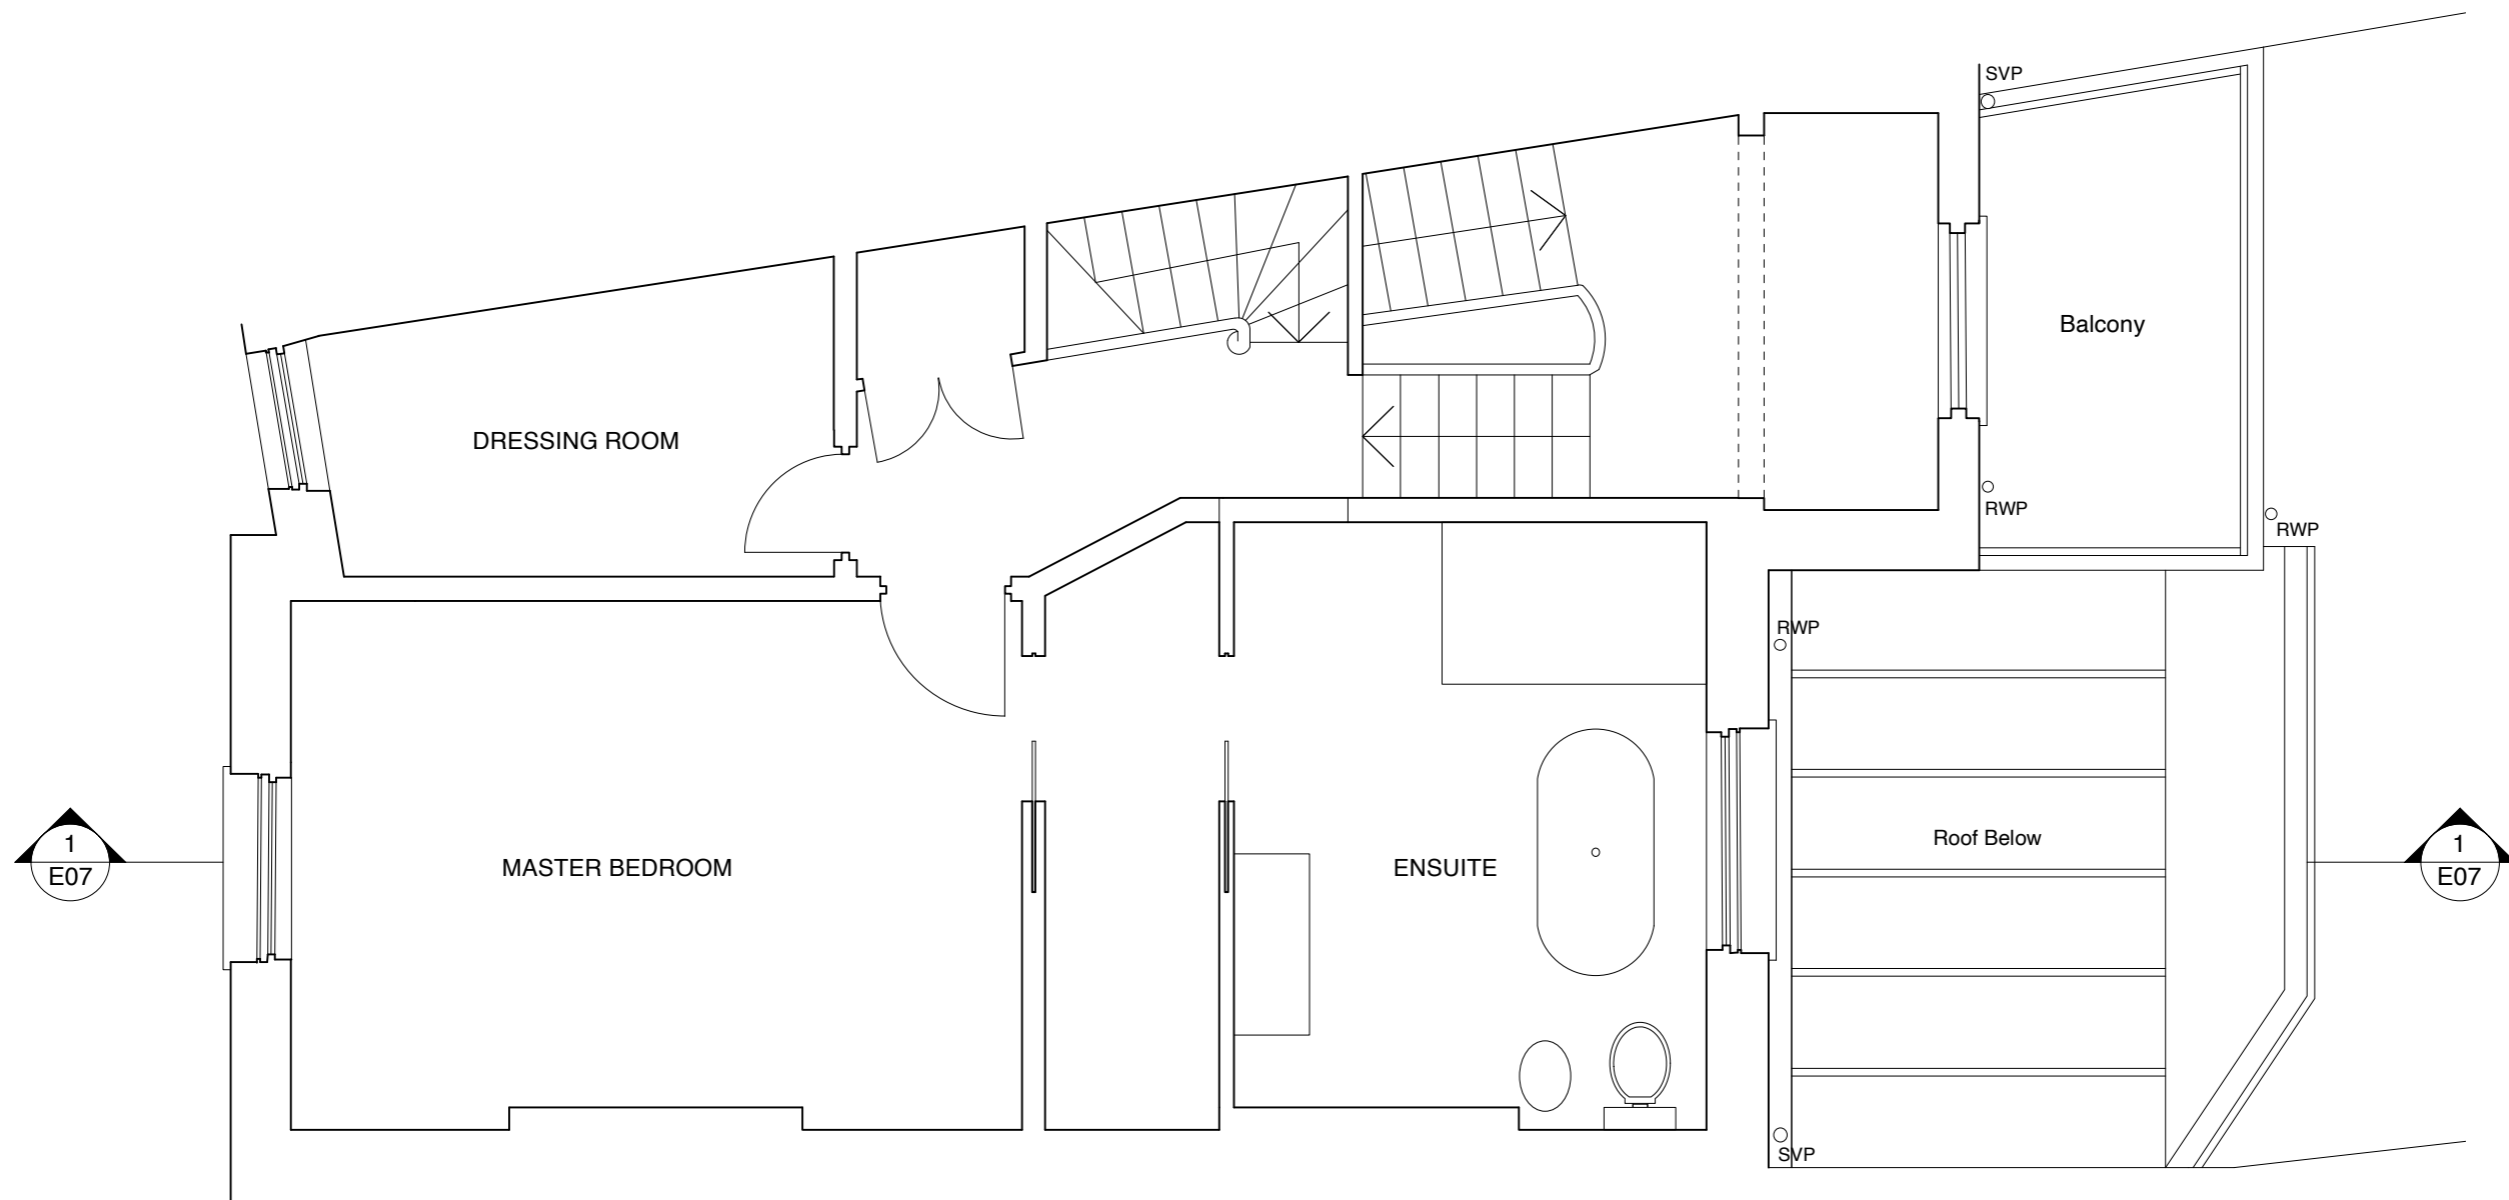 SVP
Balcony
DRESSING ROOM
RWP
RWP
RWP
Roof Below
1
E07
MASTER BEDROOM
ENSUITE
1
E07
SVP